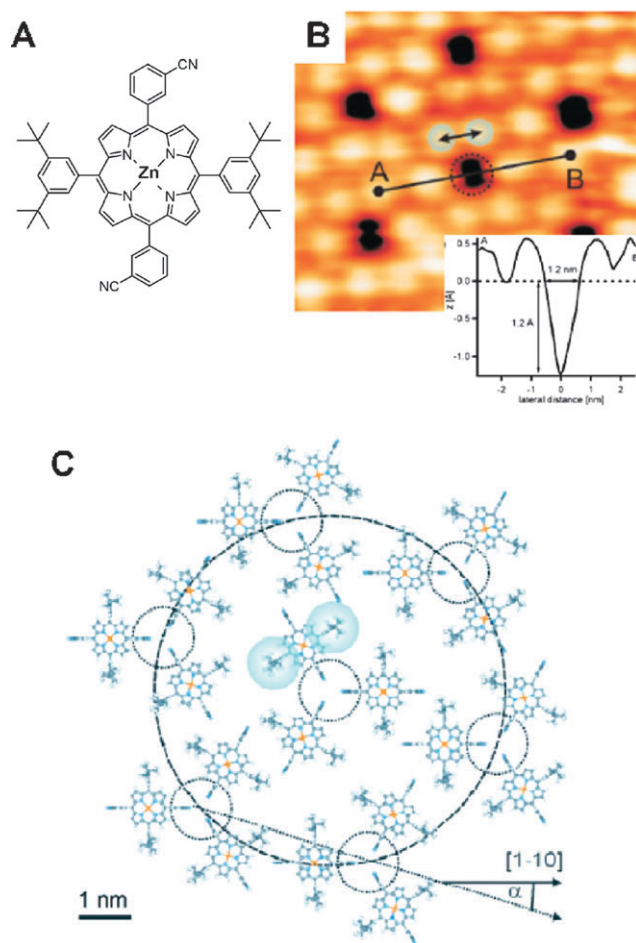 A
CN
N
N
Zn
N
N
NC
B
A
B
A
B
0.5
0.0
-0.5
-1.0
z [Å]
1.2 nm
1.2 Å
-2
-1
0
1
2
lateral distance [nm]
C
[1-10]
α
1 nm